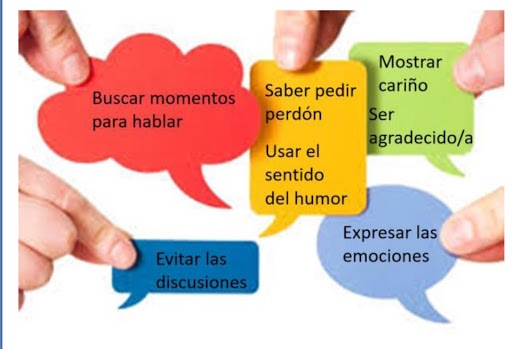 Buscar momentos
para hablar
Saber pedir
perdón
Usar el
sentido
del humor
Mostrar
cariño
Ser
agradecido/a
Evitar las
discusiones
Expresar las
emociones